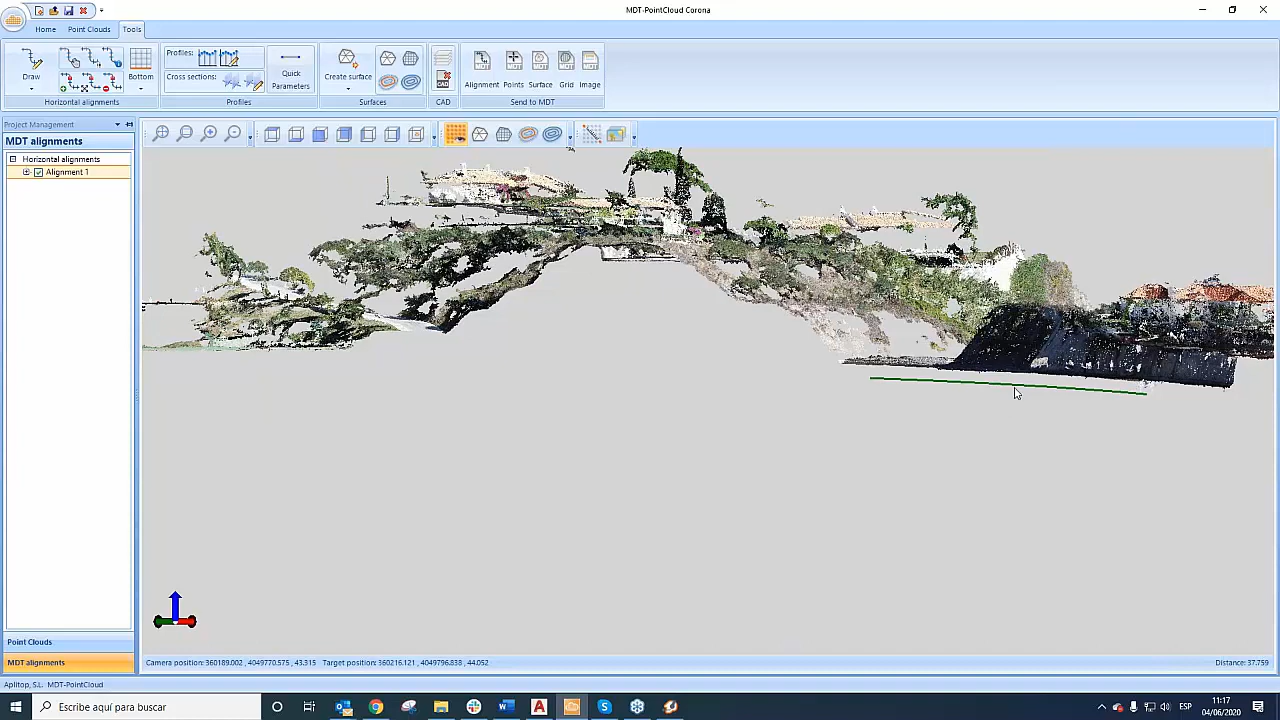 MDT-PointCloud Corona
Home Point Clouds Tools
Draw
Bottom
Horizontal alignments
Profiles:
Cross sections:
Quick
Parameters
Profiles
Create surface
Surfaces
CAD
Alignment Points Surface Grid Image
Send to MDT
Project Management
MDT alignments
Horizontal alignments
Alignment 1
Point Clouds
MDT alignments
Camera position: 360189.002 , 4049770.575 , 43.315 Target position: 360216.121 , 4049796.838 , 44.052
Distance: 37.759
Aplitop, S.L. MDT-PointCloud
Escribe aquí para buscar
ESP
11:17
04/06/2020